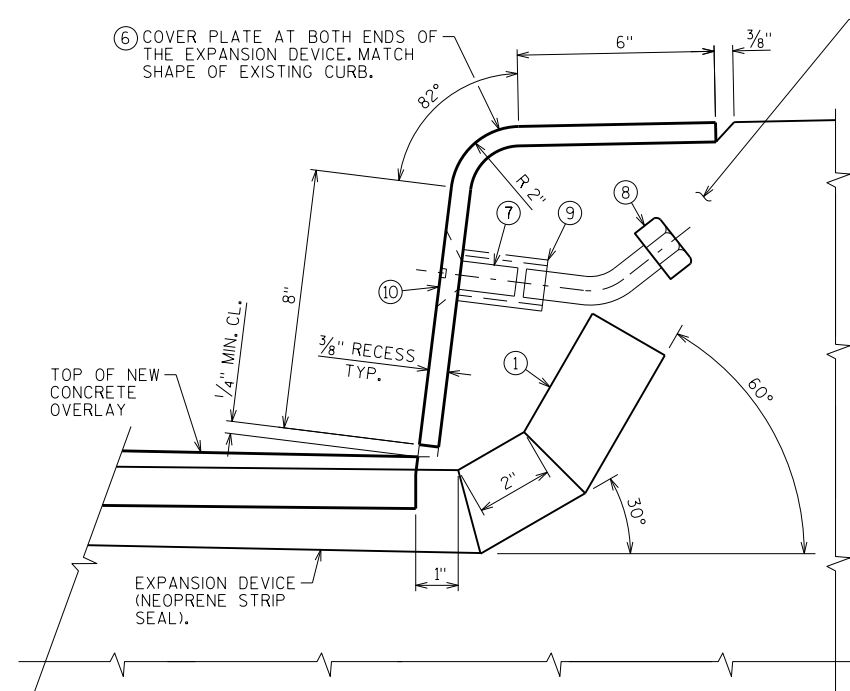 ⑥ COVER PLATE AT BOTH ENDS OF
THE EXPANSION DEVICE. MATCH
SHAPE OF EXISTING CURB.
6"
3/8"
82°
R 2"
⑦
⑨
⑧
⑩
8"
1/4" MIN. CL.
3/8" RECESS
TYP.
①
TOP OF NEW
CONCRETE
OVERLAY
60°
2"
30°
1"
EXPANSION DEVICE
(NEOPRENE STRIP
SEAL).